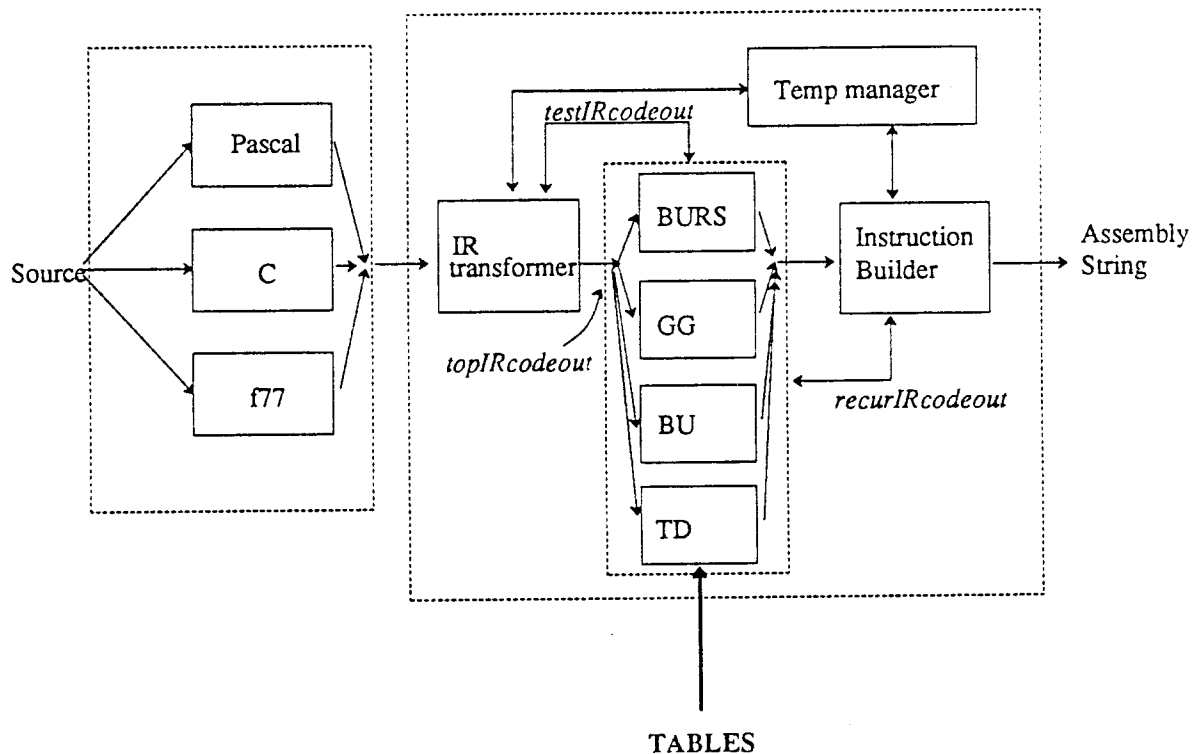 Temp manager
testIRcodeout
Pascal
BURS
IR
transformer
Instruction
Builder
Assembly
String
Source
C
GG
topIRcodeout
recurIRcodeout
f77
BU
TD
TABLES